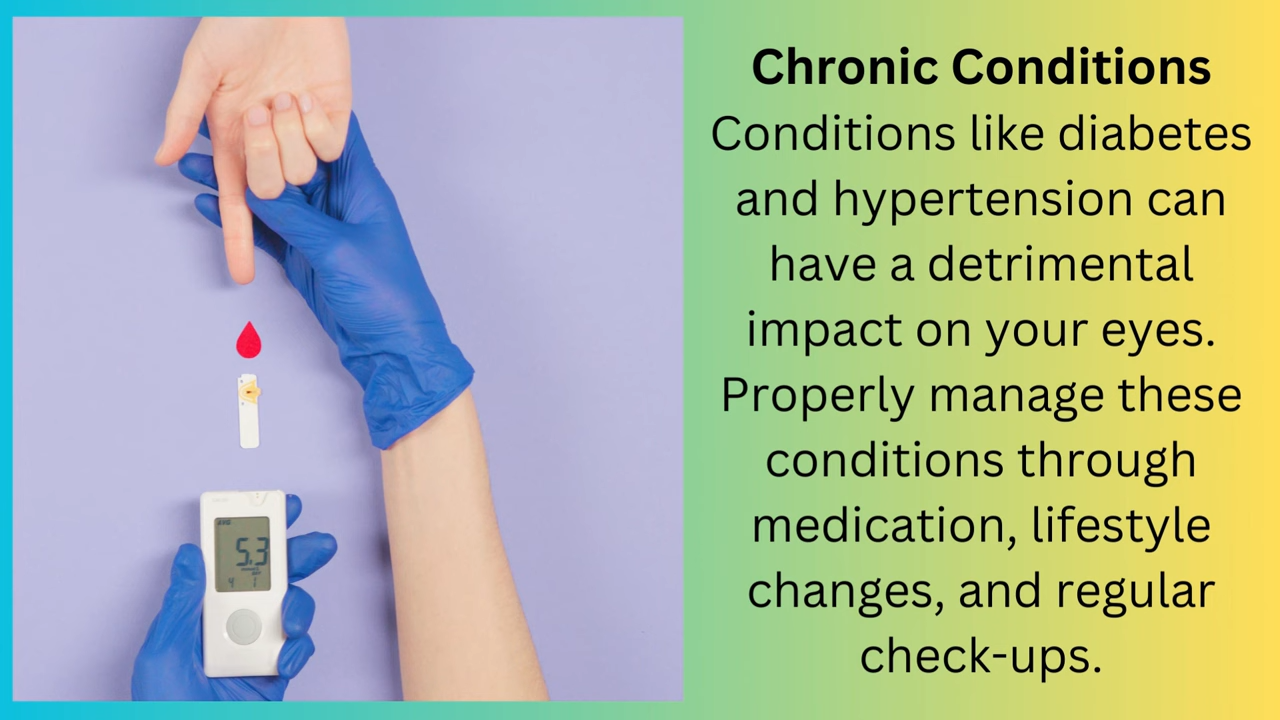 Chronic Conditions
Conditions like diabetes
and hypertension can
have a detrimental
impact on your eyes.
Properly manage these
conditions through
medication, lifestyle
changes, and regular
check-ups.
5.3